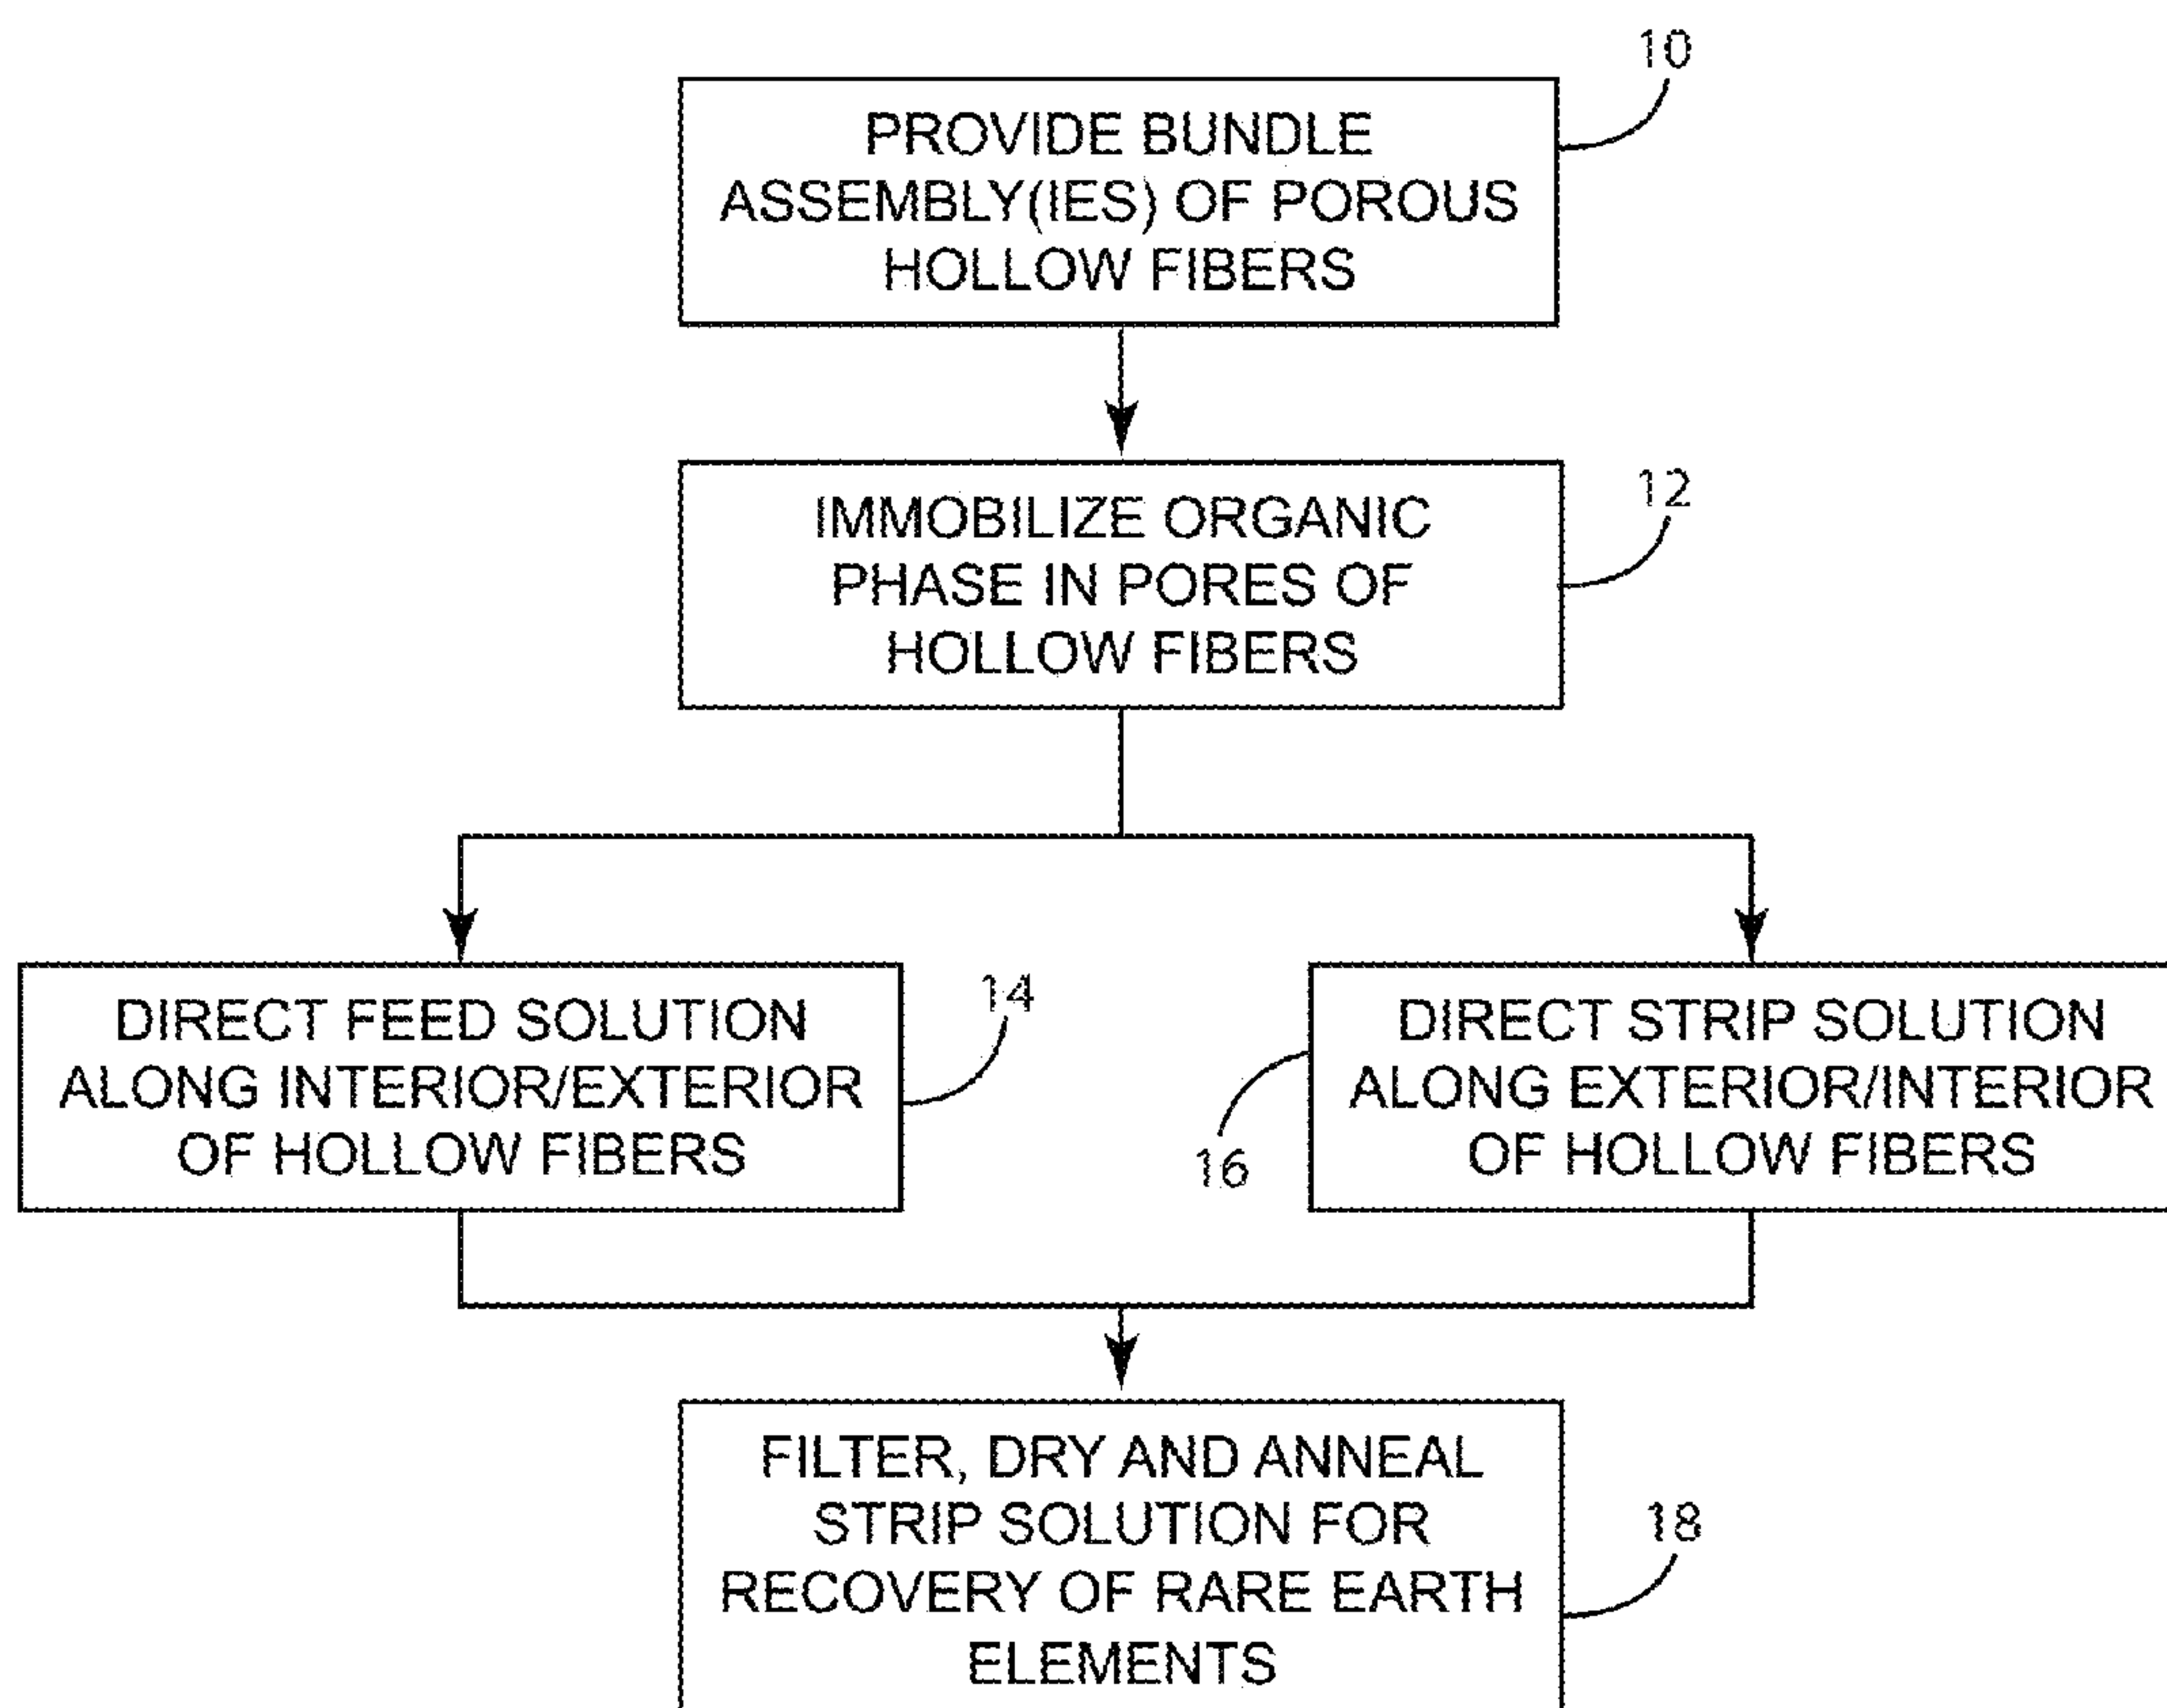 10
PROVIDE BUNDLE
ASSEMBLY(IES) OF POROUS
HOLLOW FIBERS
12
IMMOBILIZE ORGANIC
PHASE IN PORES OF
HOLLOW FIBERS
14
DIRECT FEED SOLUTION
ALONG INTERIOR/EXTERIOR
OF HOLLOW FIBERS
16
DIRECT STRIP SOLUTION
ALONG EXTERIOR/INTERIOR
OF HOLLOW FIBERS
18
FILTER, DRY AND ANNEAL
STRIP SOLUTION FOR
RECOVERY OF RARE EARTH
ELEMENTS